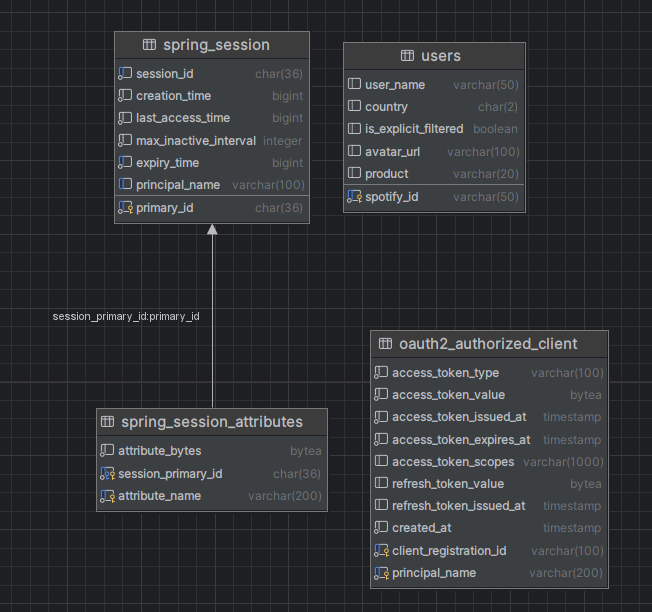 spring_session
session_id char(36)
creation_time bigint
last_access_time bigint
max_inactive_interval integer
expiry_time bigint
principal_name varchar(100)
primary_id char(36)
users
user_name varchar(50)
country char(2)
is_explicit_filtered boolean
avatar_url varchar(100)
product varchar(20)
spotify_id varchar(50)
session_primary_id:primary_id
oauth2_authorized_client
access_token_type varchar(100)
access_token_value bytea
access_token_issued_at timestamp
access_token_expires_at timestamp
access_token_scopes varchar(1000)
refresh_token_value bytea
refresh_token_issued_at timestamp
created_at timestamp
client_registration_id varchar(100)
principal_name varchar(200)
spring_session_attributes
attribute_bytes bytea
session_primary_id char(36)
attribute_name varchar(200)